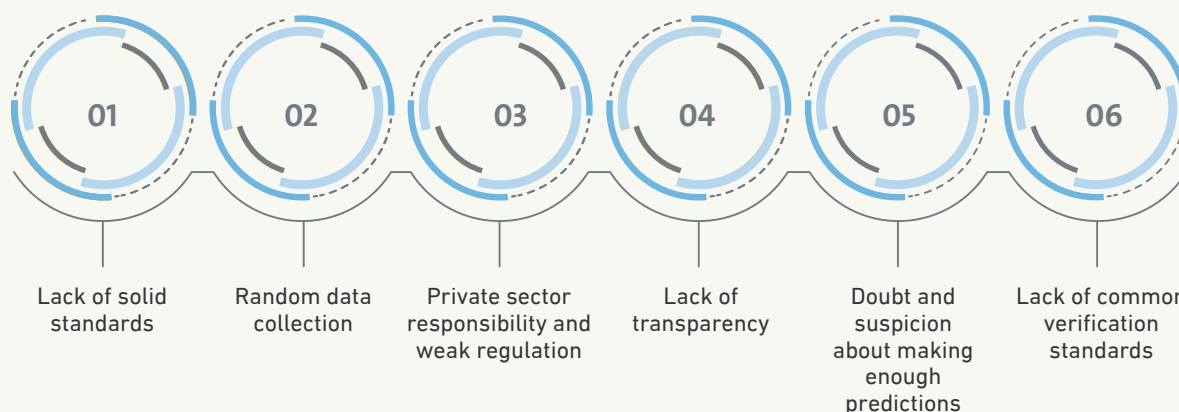 01
02
03
04
05
06
Lack of solid
standards
Random data
collection
Private sector
responsibility and
weak regulation
Lack of
transparency
Doubt and
suspicion
about making
enough
predictions
Lack of common
verification
standards